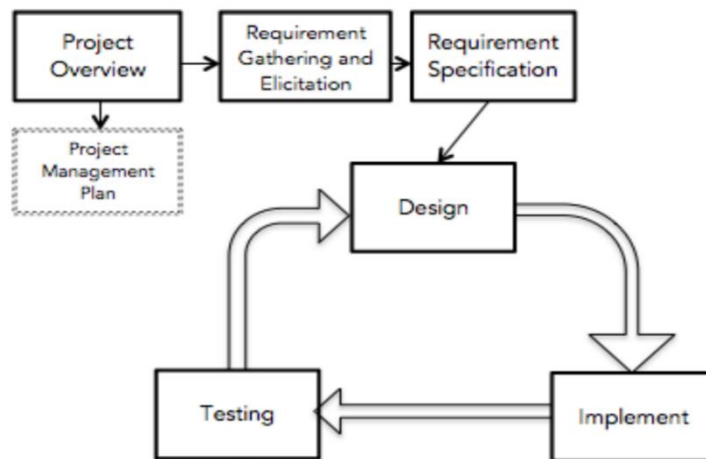 Project
Overview
Requirement
Gathering and
Elicitation
Requirement
Specification
Project
Management
Plan
Design
Testing
Implement